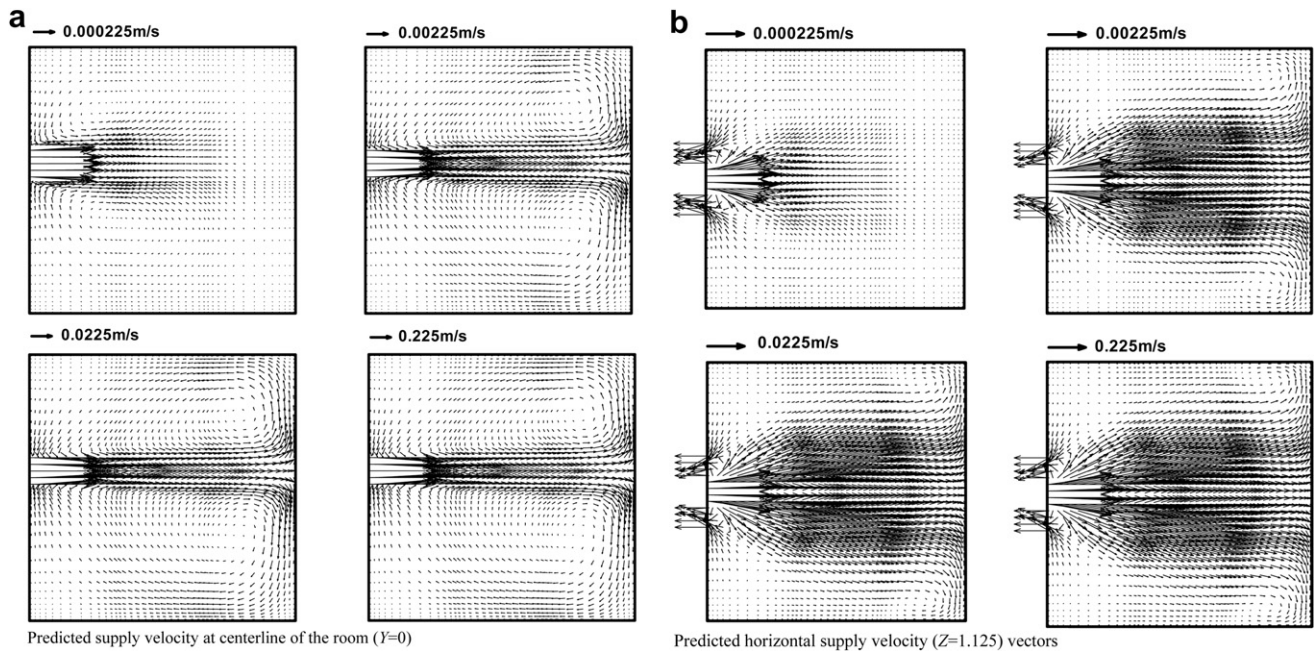 a
0.000225m/s
0.00225m/s
0.0225m/s
0.225m/s
Predicted supply velocity at centerline of the room (Y=0)
b
0.000225m/s
0.00225m/s
0.0225m/s
0.225m/s
Predicted horizontal supply velocity (Z=1.125) vectors